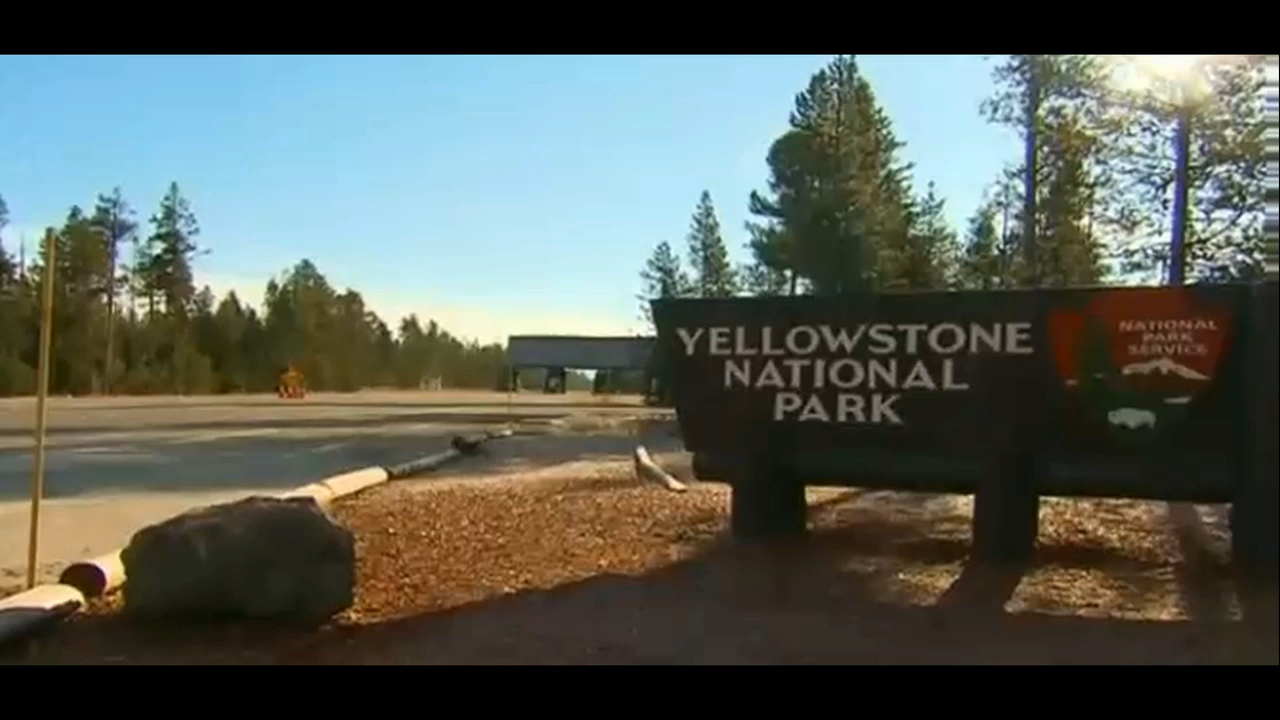 YELLOWSTONE
NATIONAL
PARK
NATIONAL
PARK
SERVICE